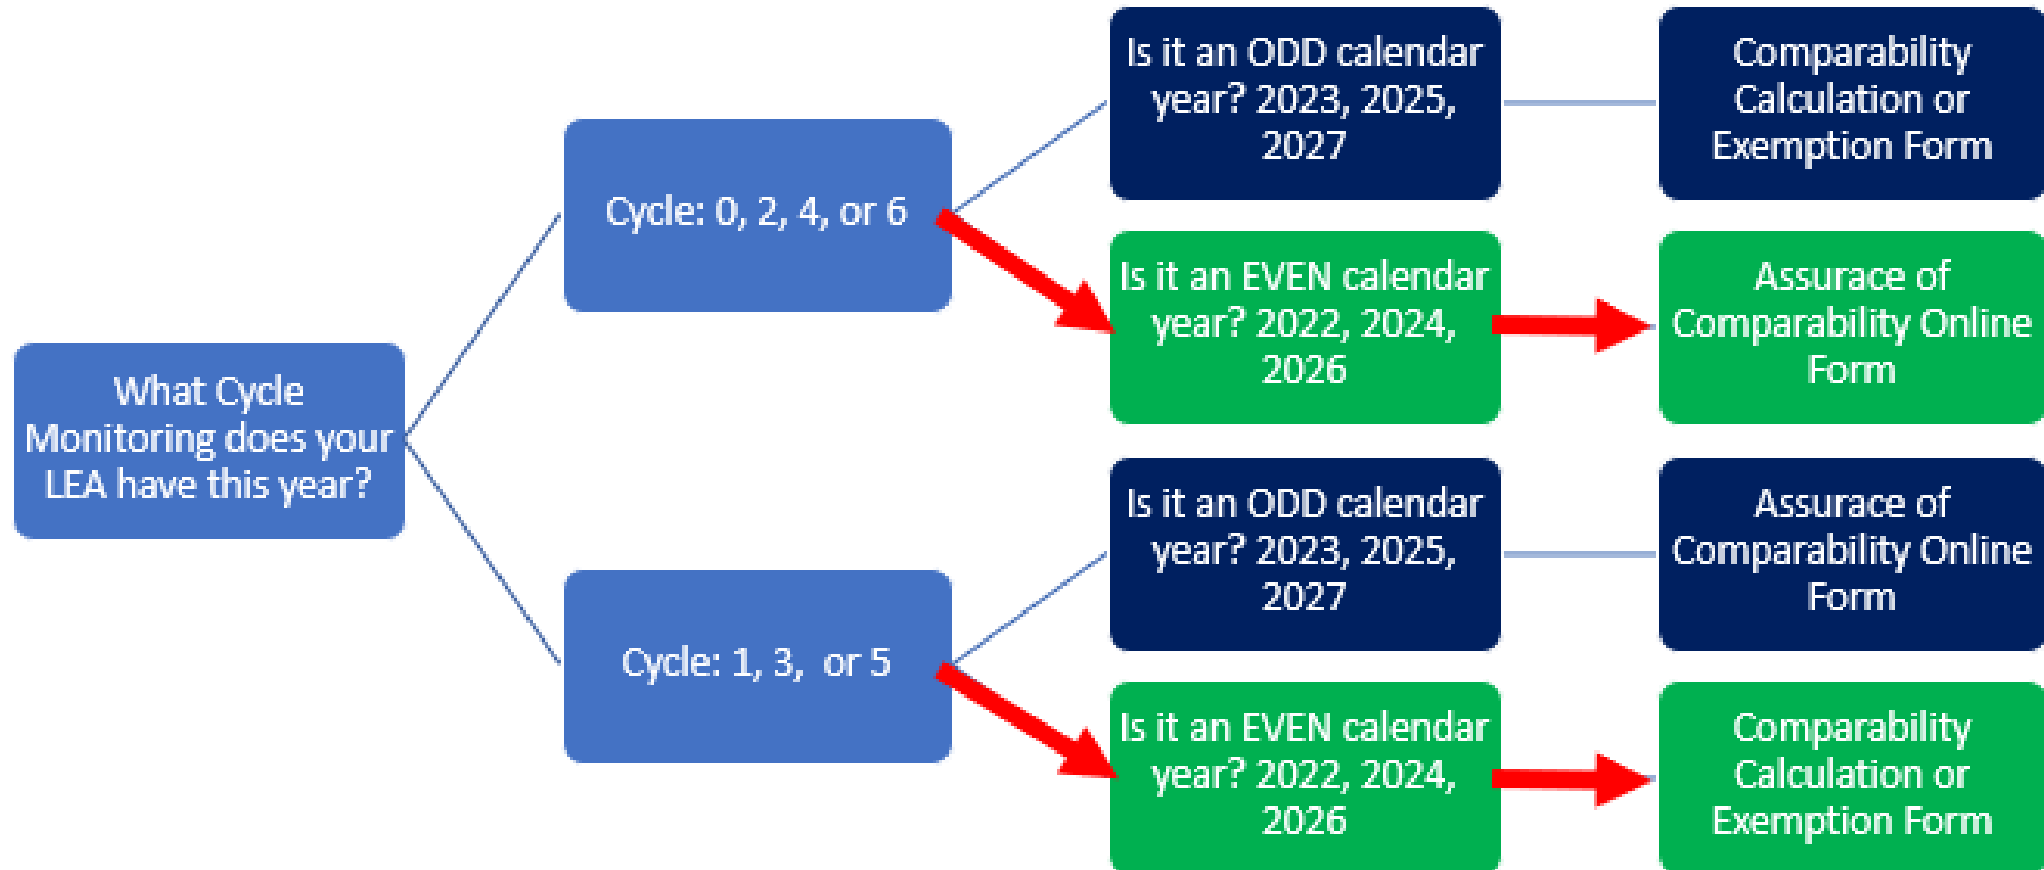 What Cycle
Monitoring does your
LEA have this year?
Cycle: 0, 2, 4, or 6
Is it an ODD calendar
year? 2023, 2025,
2027
Comparability
Calculation or
Exemption Form
Is it an EVEN calendar
year? 2022, 2024,
2026
Assurace of
Comparability Online
Form
Cycle: 1, 3,  or 5
Is it an ODD calendar
year? 2023, 2025,
2027
Assurace of
Comparability Online
Form
Is it an EVEN calendar
year? 2022, 2024,
2026
Comparability
Calculation or
Exemption Form